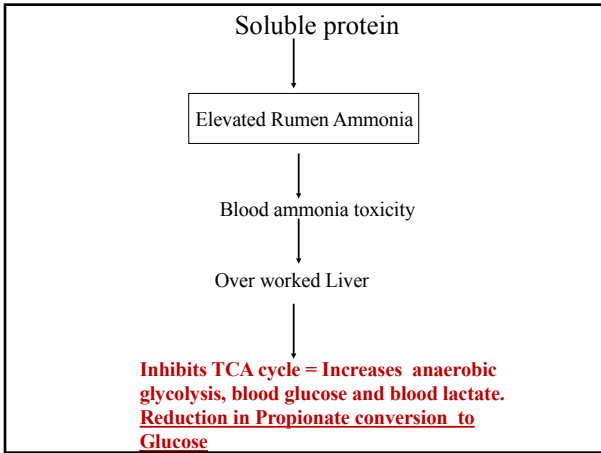 Soluble protein
Elevated Rumen Ammonia
Blood ammonia toxicity
Over worked Liver
Inhibits TCA cycle = Increases anaerobic
glycolysis, blood glucose and blood lactate.
Reduction in Propionate conversion to
Glucose